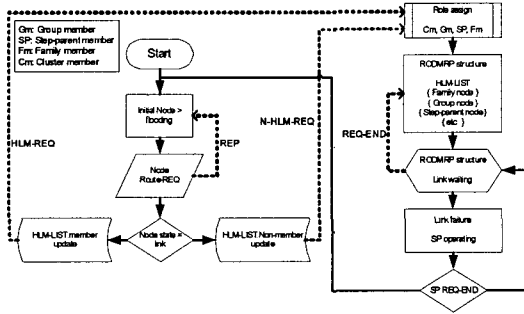 Gm: Group member
SP: Step-parent member
Fm: Family member
Cm: Cluster member
Start
Initial Node >
flooding
Node
Route-REQ
REP
HLM-REQ
N-HLM-REQ
HLM-LIST.member
update
Node state =
link
HLM-LIST.Non-member
update
Role assign
Cm, Gm, SP, Fm
RODMRP structure
HLM-LIST
{ Family node }
{ Group node }
{ Step-parent node }
{ etc }
REQ-END
RODMRP structure
Link waiting
Link failure
SP operating
SP REQ-END